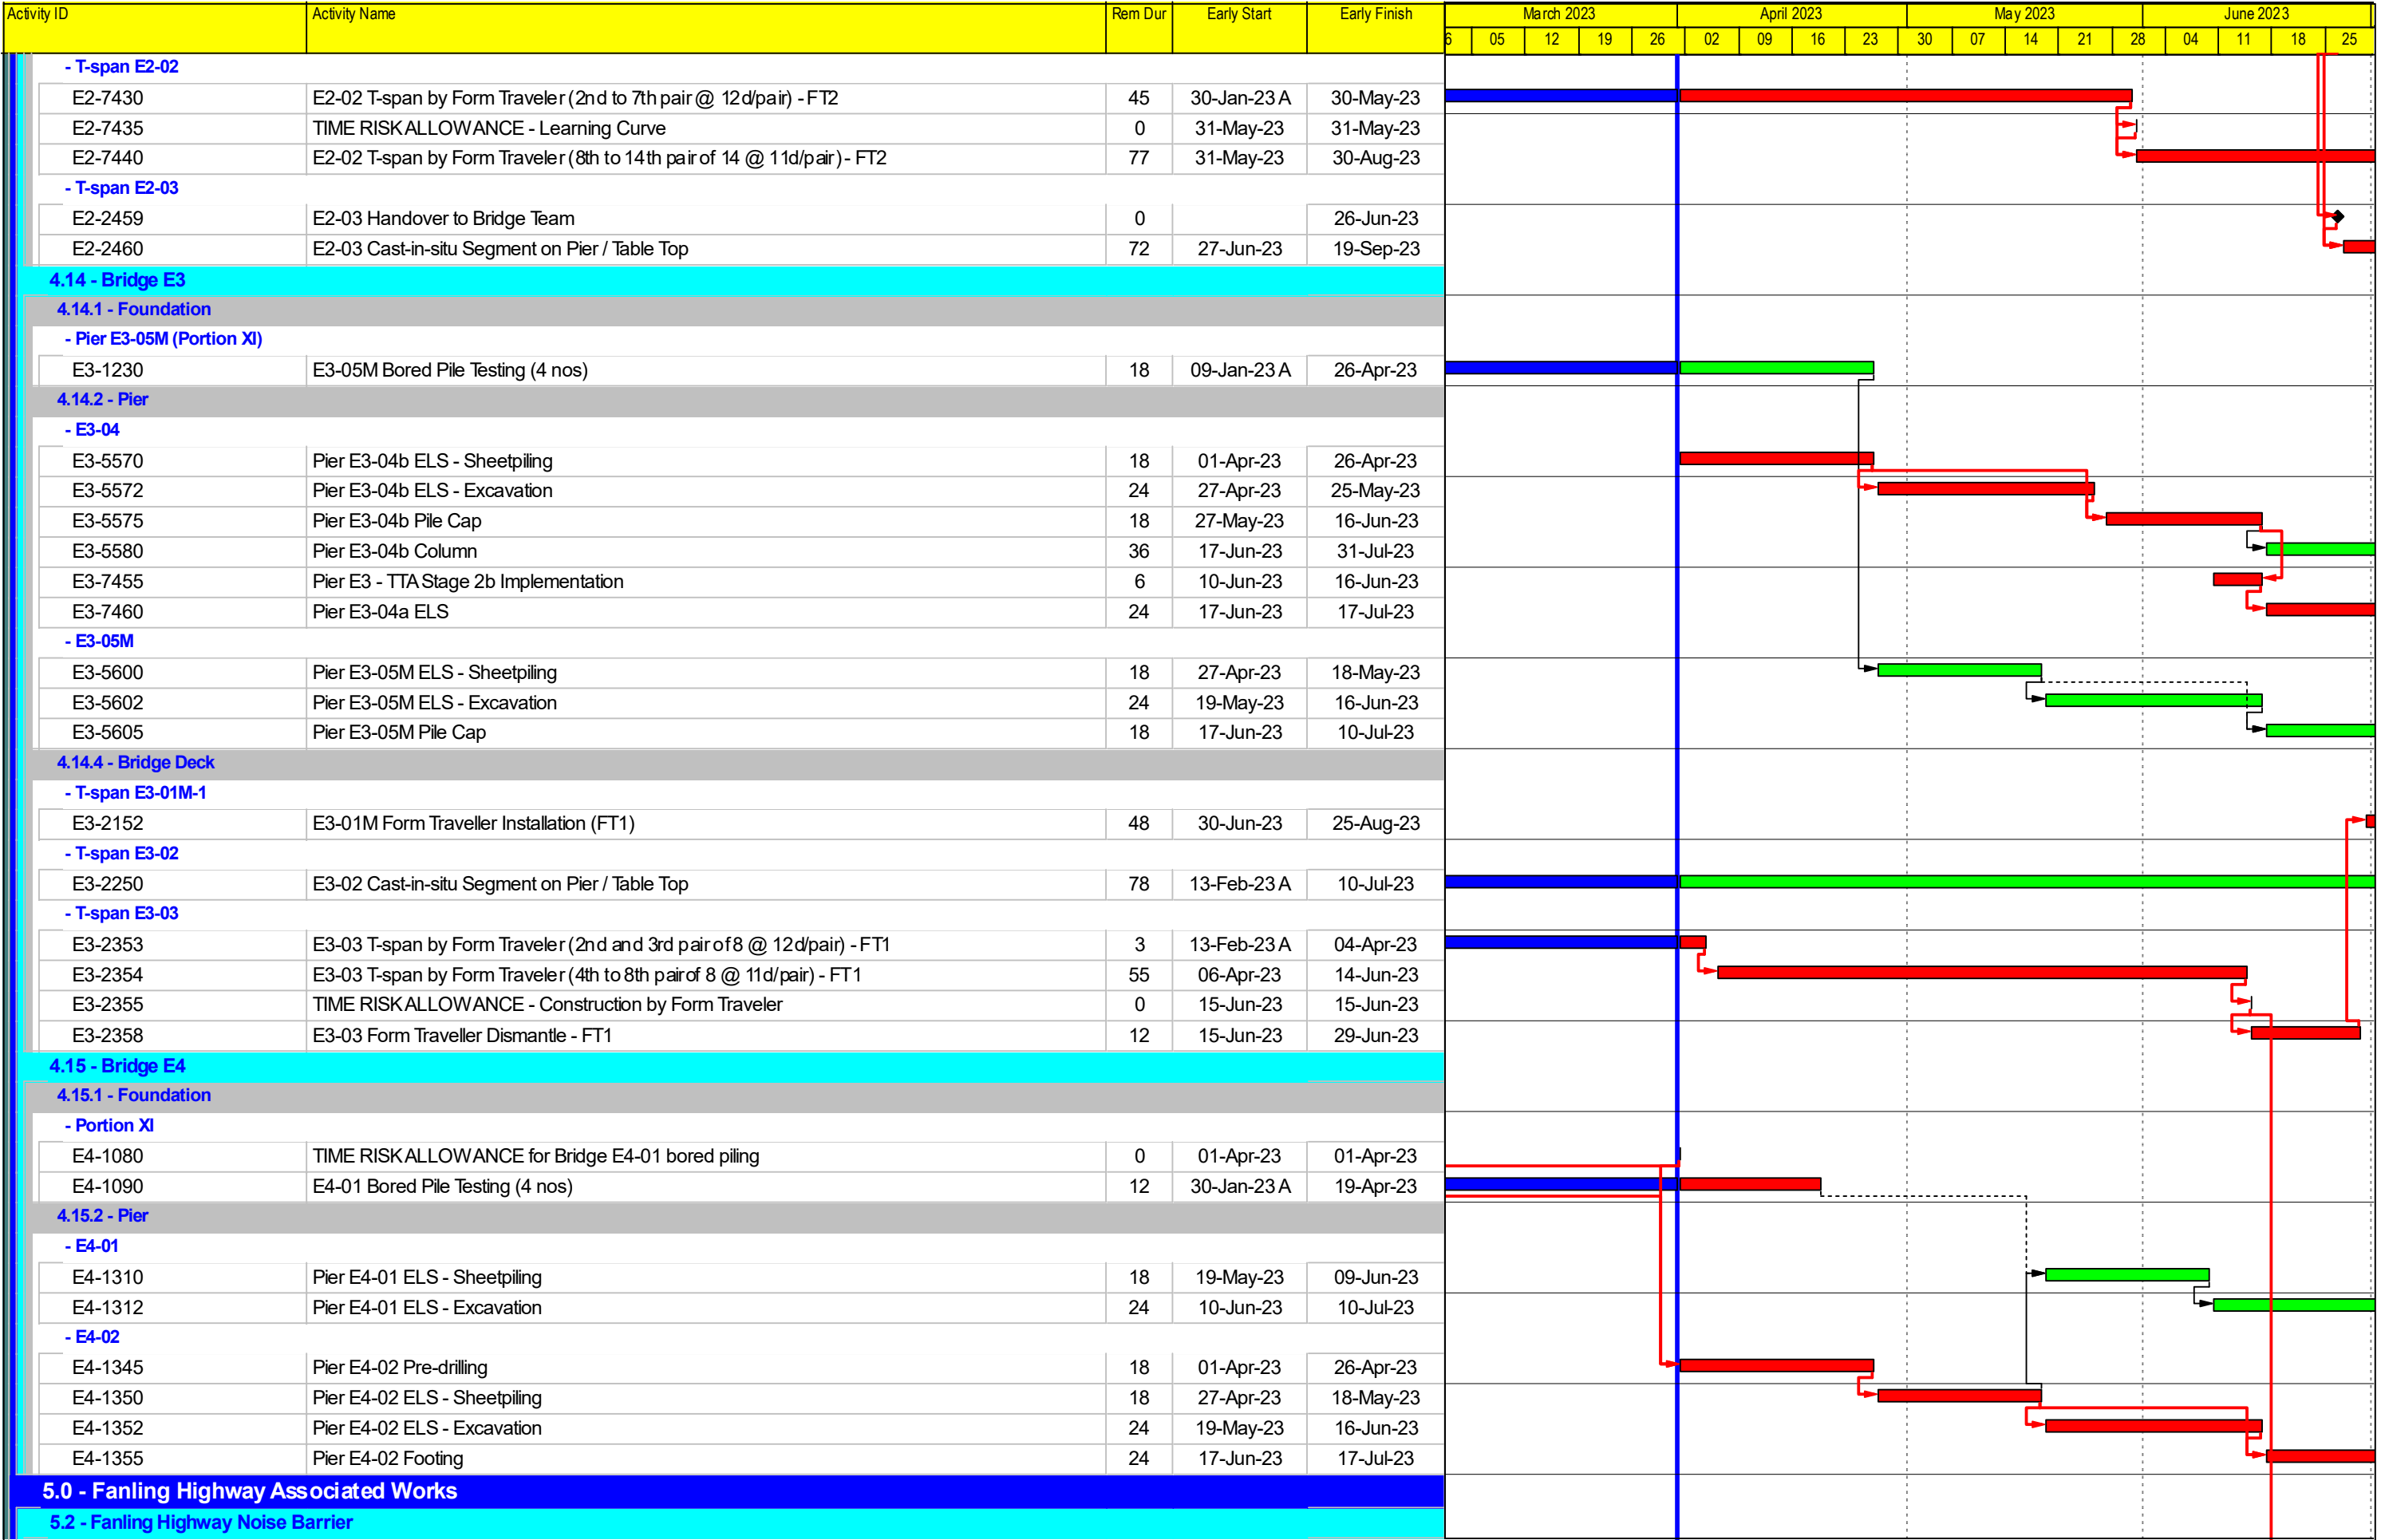 Activity ID Activity Name Rem Dur Early Start Early Finish March 2023 April 2023 May 2023 June 2023
6 05 12 19 26 02 09 16 23 30 07 14 21 28 04 11 18 25
- T-span E2-02
E2-7430 E2-02 T-span by Form Traveler (2nd to 7th pair @ 12d/pair) - FT2 45 30-Jan-23 A 30-May-23
E2-7435 TIME RISK ALLOWANCE - Learning Curve 0 31-May-23 31-May-23
E2-7440 E2-02 T-span by Form Traveler (8th to 14th pair of 14 @ 11d/pair) - FT2 77 31-May-23 30-Aug-23
- T-span E2-03
E2-2459 E2-03 Handover to Bridge Team 0 26-Jun-23
E2-2460 E2-03 Cast-in-situ Segment on Pier / Table Top 72 27-Jun-23 19-Sep-23
4.14 - Bridge E3
4.14.1 - Foundation
- Pier E3-05M (Portion XI)
E3-1230 E3-05M Bored Pile Testing (4 nos) 18 09-Jan-23 A 26-Apr-23
4.14.2 - Pier
- E3-04
E3-5570 Pier E3-04b ELS - Sheetpiling 18 01-Apr-23 26-Apr-23
E3-5572 Pier E3-04b ELS - Excavation 24 27-Apr-23 25-May-23
E3-5575 Pier E3-04b Pile Cap 18 27-May-23 16-Jun-23
E3-5580 Pier E3-04b Column 36 17-Jun-23 31-Jul-23
E3-7455 Pier E3 - TTA Stage 2b Implementation 6 10-Jun-23 16-Jun-23
E3-7460 Pier E3-04a ELS 24 17-Jun-23 17-Jul-23
- E3-05M
E3-5600 Pier E3-05M ELS - Sheetpiling 18 27-Apr-23 18-May-23
E3-5602 Pier E3-05M ELS - Excavation 24 19-May-23 16-Jun-23
E3-5605 Pier E3-05M Pile Cap 18 17-Jun-23 10-Jul-23
4.14.4 - Bridge Deck
- T-span E3-01M-1
E3-2152 E3-01M Form Traveller Installation (FT1) 48 30-Jun-23 25-Aug-23
- T-span E3-02
E3-2250 E3-02 Cast-in-situ Segment on Pier / Table Top 78 13-Feb-23 A 10-Jul-23
- T-span E3-03
E3-2353 E3-03 T-span by Form Traveler (2nd and 3rd pair of 8 @ 12d/pair) - FT1 3 13-Feb-23 A 04-Apr-23
E3-2354 E3-03 T-span by Form Traveler (4th to 8th pair of 8 @ 11d/pair) - FT1 55 06-Apr-23 14-Jun-23
E3-2355 TIME RISK ALLOWANCE - Construction by Form Traveler 0 15-Jun-23 15-Jun-23
E3-2358 E3-03 Form Traveller Dismantle - FT1 12 15-Jun-23 29-Jun-23
4.15 - Bridge E4
4.15.1 - Foundation
- Portion XI
E4-1080 TIME RISK ALLOWANCE for Bridge E4-01 bored piling 0 01-Apr-23 01-Apr-23
E4-1090 E4-01 Bored Pile Testing (4 nos) 12 30-Jan-23 A 19-Apr-23
4.15.2 - Pier
- E4-01
E4-1310 Pier E4-01 ELS - Sheetpiling 18 19-May-23 09-Jun-23
E4-1312 Pier E4-01 ELS - Excavation 24 10-Jun-23 10-Jul-23
- E4-02
E4-1345 Pier E4-02 Pre-drilling 18 01-Apr-23 26-Apr-23
E4-1350 Pier E4-02 ELS - Sheetpiling 18 27-Apr-23 18-May-23
E4-1352 Pier E4-02 ELS - Excavation 24 19-May-23 16-Jun-23
E4-1355 Pier E4-02 Footing 24 17-Jun-23 17-Jul-23
5.0 - Fanling Highway Associated Works
5.2 - Fanling Highway Noise Barrier